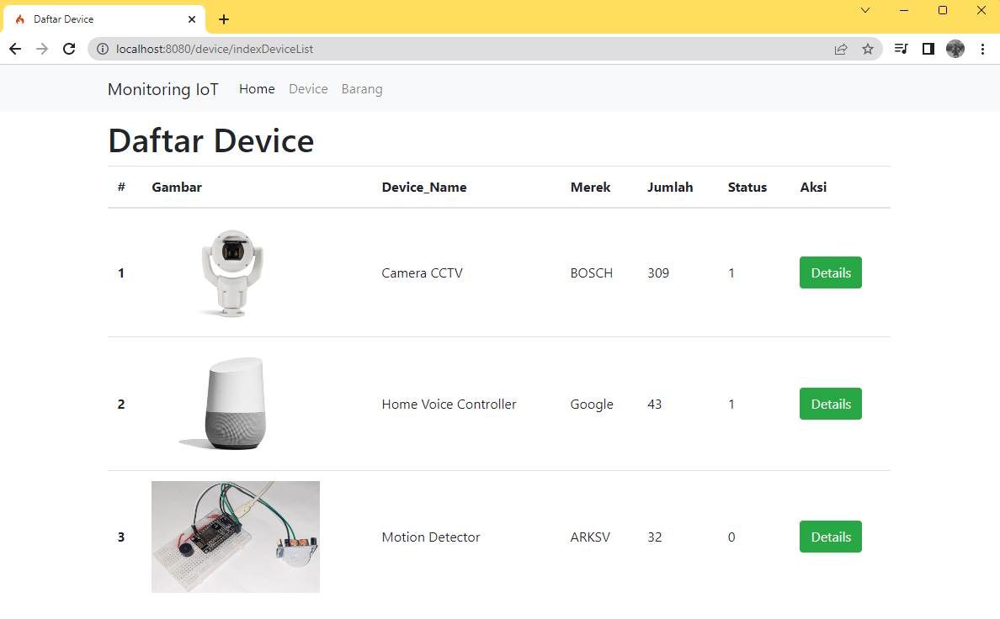 Daftar Device
localhost:8080/device/indexDeviceList
Monitoring IoT Home Device Barang
Daftar Device
# Gambar Device_Name Merek Jumlah Status Aksi
1 Camera CCTV BOSCH 309 1 Details
2 Home Voice Controller Google 43 1 Details
3 Motion Detector ARKSV 32 0 Details